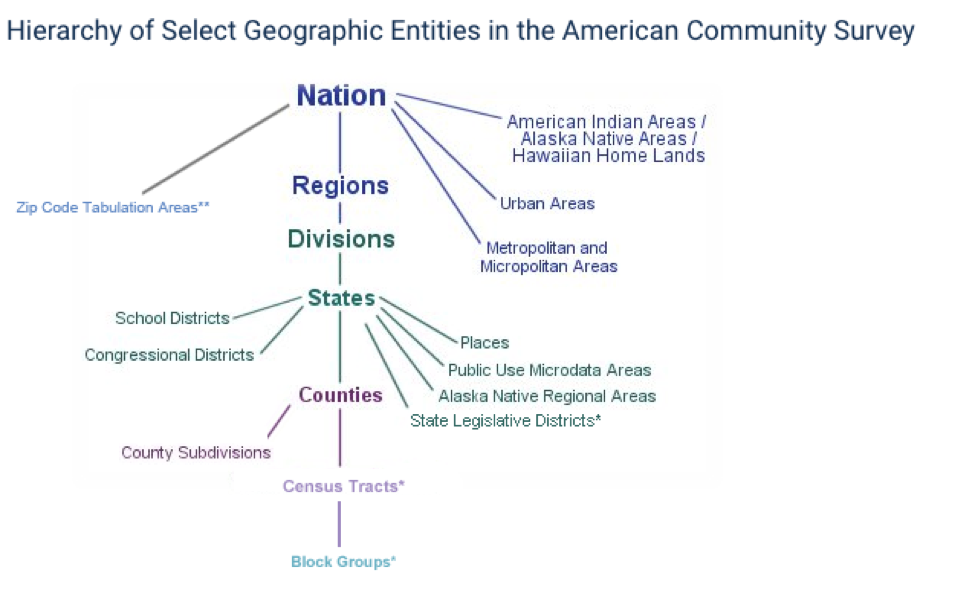 Hierarchy of Select Geographic Entities in the American Community Survey
Nation
American Indian Areas /
Alaska Native Areas /
Hawaiian Home Lands
Regions
Zip Code Tabulation Areas**
Urban Areas
Divisions
Metropolitan and
Micropolitan Areas
States
School Districts
Places
Congressional Districts
Public Use Microdata Areas
Counties
Alaska Native Regional Areas
State Legislative Districts*
County Subdivisions
Census Tracts*
Block Groups*